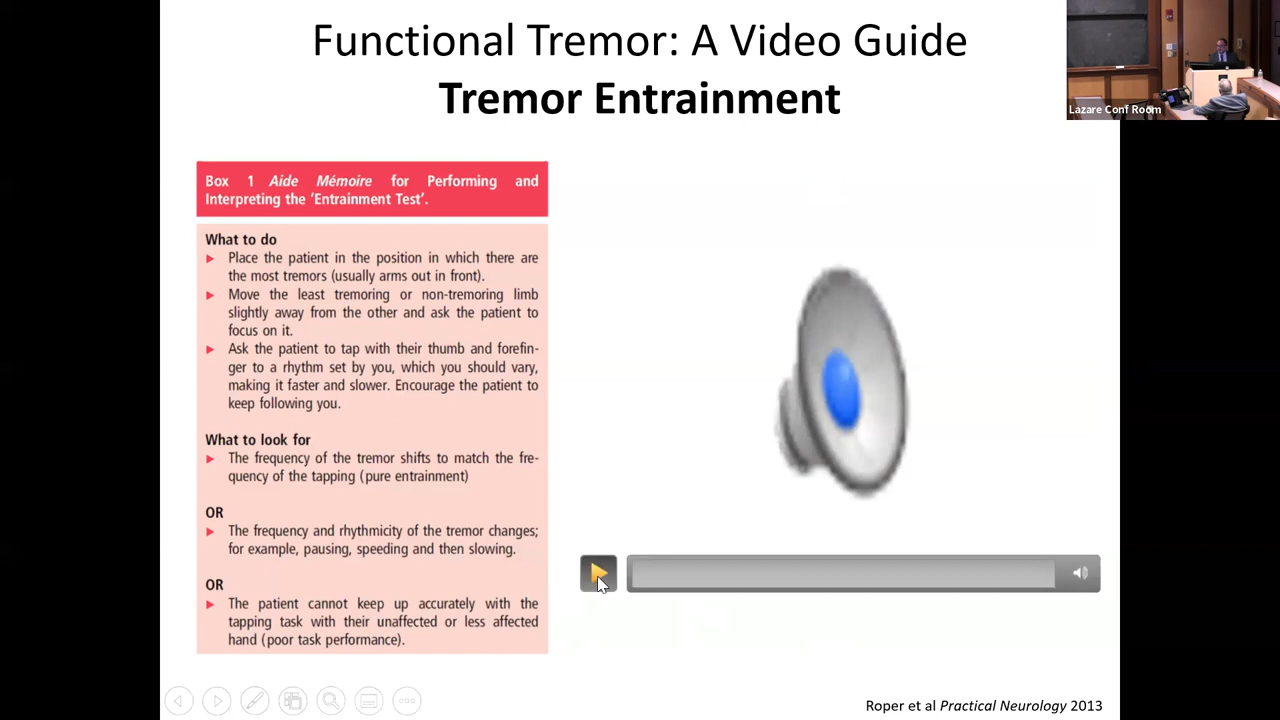 Functional Tremor: A Video Guide
Tremor Entrainment
Lazare Conf Room
Box 1 Aide Mémoire for Performing and
Interpreting the ‘Entrainment Test’.
What to do
Place the patient in the position in which there are
the most tremors (usually arms out in front).
Move the least tremoring or non-tremoring limb
slightly away from the other and ask the patient to
focus on it.
Ask the patient to tap with their thumb and forefin-
ger to a rhythm set by you, which you should vary,
making it faster and slower. Encourage the patient to
keep following you.
What to look for
The frequency of the tremor shifts to match the fre-
quency of the tapping (pure entrainment)
OR
The frequency and rhythmicity of the tremor changes;
for example, pausing, speeding and then slowing.
OR
The patient cannot keep up accurately with the
tapping task with their unaffected or less affected
hand (poor task performance).
Roper et al Practical Neurology 2013